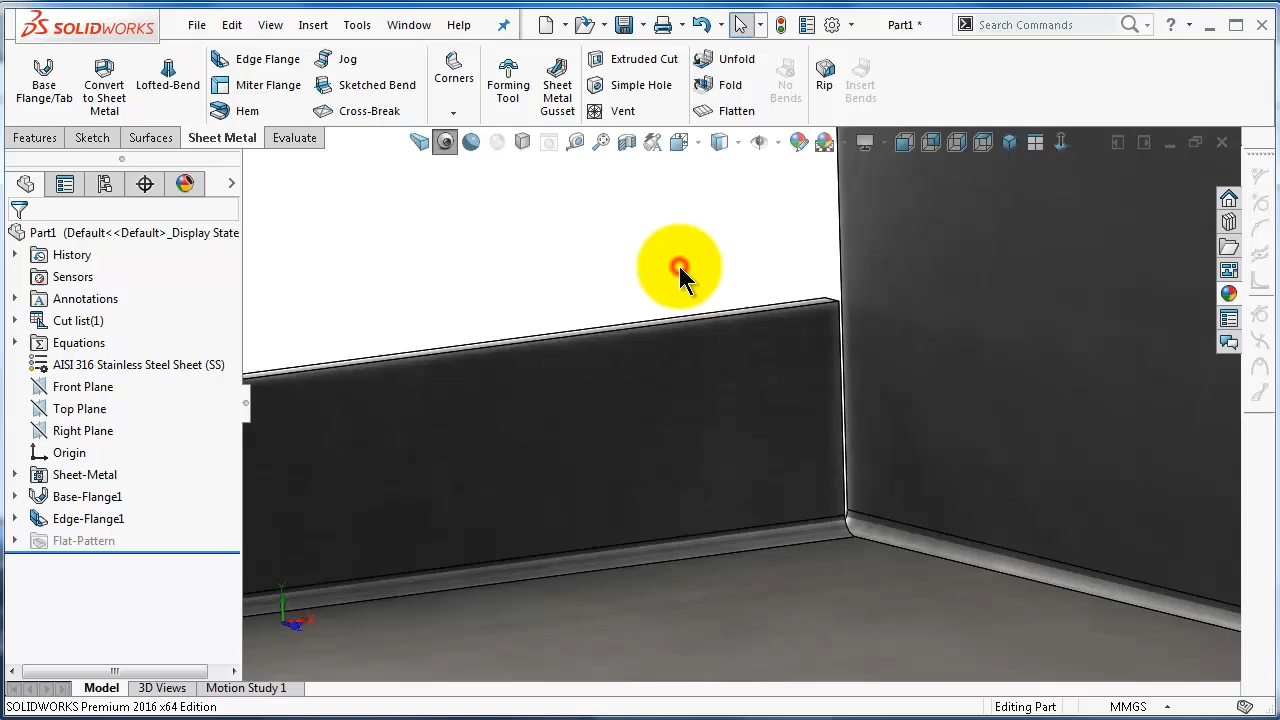 SOLIDWORKS
File
Edit
View
Insert
Tools
Window
Help
Part1 *
Search Commands
?
Base
Flange/Tab
Convert
to Sheet
Metal
Lofted-Bend
Edge Flange
Miter Flange
Hem
Jog
Skitched Bend
Cross-Break
Corners
Forming
Tool
Sheet
Metal
Gusset
Extruded Cut
Simple Hole
Vent
Unfold
Fold
Flatten
No
Bends
Rip
Insert
Bends
Features
Sketch
Surfaces
Sheet Metal
Evaluate
Part1 (Default<<Default>_Display State
History
Sensors
Annotations
Cut list(1)
Equations
AISI 316 Stainless Steel Sheet (SS)
Front Plane
Top Plane
Right Plane
Origin
Sheet-Metal
Base-Flange1
Edge-Flange1
Flat-Pattern
Y
X
Z
Model
3D Views
Motion Study 1
SOLIDWORKS Premium 2016 x64 Edition
Editing Part
MMGS